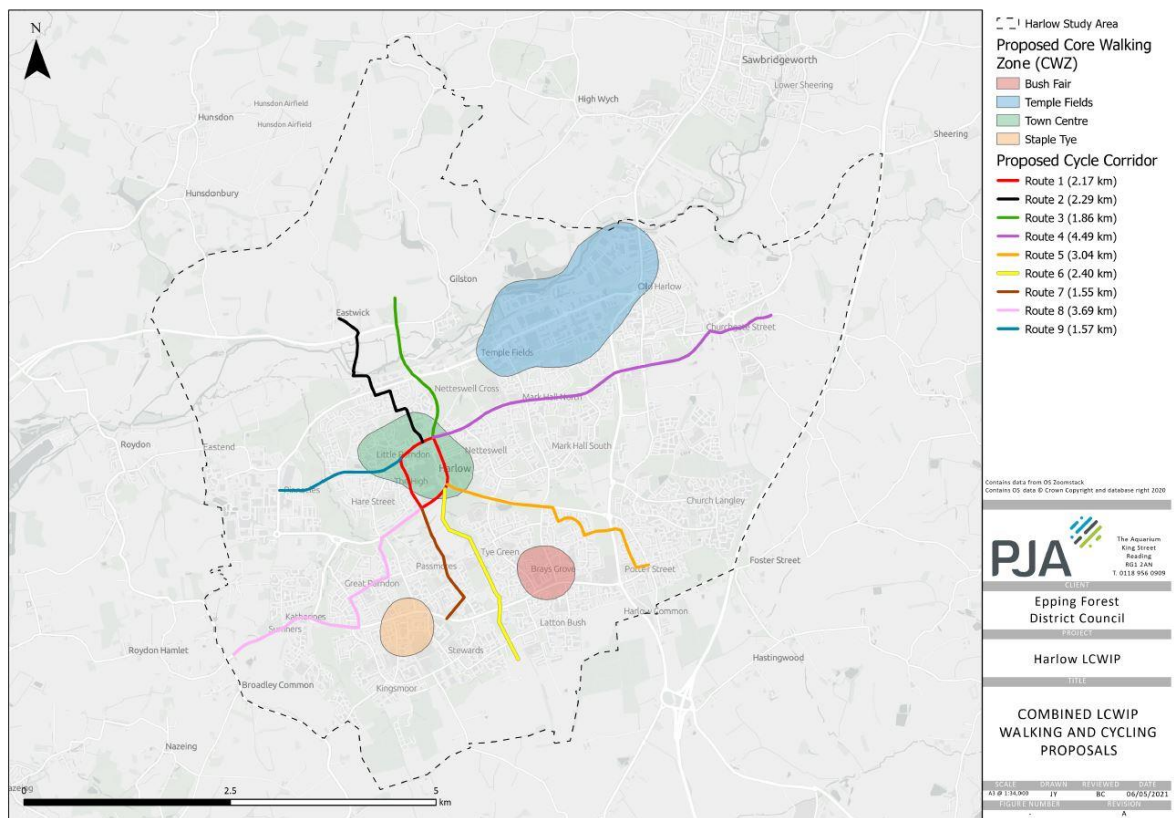 N
Sawbridgeworth
Lower Sheering
High Wych
Hunsdon Airfield
Hunsdon
Hunsdon Airfield
Sheering
Hunsdonbury
Gilston
Old Harlow
Eastwick
Churchgate Street
Temple Fields
Netteswell Cross
Mark Hall North
Roydon
Eastend
Little Parndon
Netteswell
Mark Hall South
Harlow
The High
Pinnacles
Hare Street
Church Langley
Tye Green
Foster Street
Passmores
Brays Grove
Potter Street
Great Parndon
Harlow Common
Katherines
Sumners
Latton Bush
Roydon Hamlet
Stewards
Hastingwood
Broadley Common
Kingsmoor
Nazeing
0
2.5
5
km
Harlow Study Area
Proposed Core Walking
Zone (CWZ)
Bush Fair
Temple Fields
Town Centre
Staple Tye
Proposed Cycle Corridor
Route 1 (2.17 km)
Route 2 (2.29 km)
Route 3 (1.86 km)
Route 4 (4.49 km)
Route 5 (3.04 km)
Route 6 (2.40 km)
Route 7 (1.55 km)
Route 8 (3.69 km)
Route 9 (1.57 km)
Contains data from OS Zoomstack
Contains OS data © Crown Copyright and database right 2020
PJA
The Aquarium
King Street
Reading
RG1 2AN
T. 0118 956 0909
CLIENT
Epping Forest
District Council
PROJECT
Harlow LCWIP
TITLE
COMBINED LCWIP
WALKING AND CYCLING
PROPOSALS
SCALE DRAWN REVIEWED DATE
A3 @ 1:34,000 JY BC 06/05/2021
FIGURE NUMBER REVISION
- A